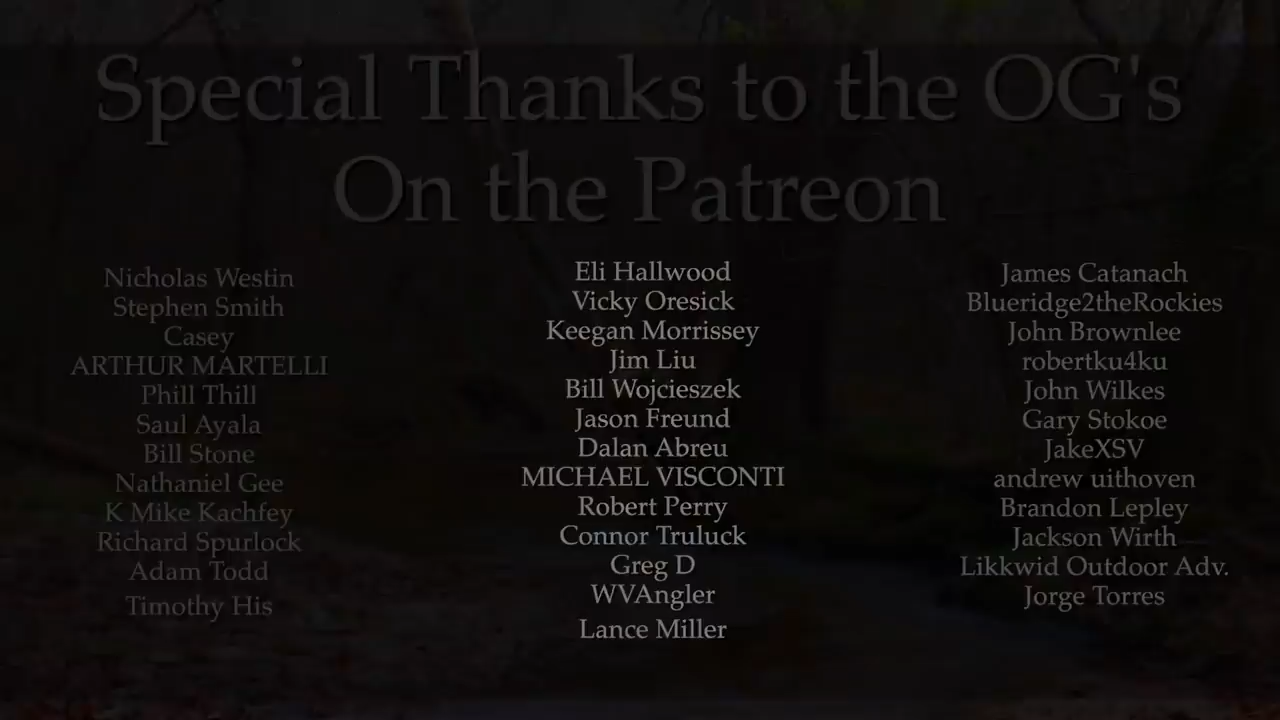 Special Thanks to the OG's
On the Patreon
Nicholas Westin
Stephen Smith
Casey
ARTHUR MARTELLI
Phill Thill
Saul Ayala
Bill Stone
Nathaniel Gee
K Mike Kachfey
Richard Spurlock
Adam Todd
Timothy His
Eli Hallwood
Vicky Oresick
Keegan Morrissey
Jim Liu
Bill Wojcieszek
Jason Freund
Dalan Abreu
MICHAEL VISCONTI
Robert Perry
Connor Truluck
Greg D
WVAngler
Lance Miller
James Catanach
Blueridge2theRockies
John Brownlee
robertku4ku
John Wilkes
Gary Stokoe
JakeXSV
andrew uithoven
Brandon Lepley
Jackson Wirth
Likkwid Outdoor Adv.
Jorge Torres